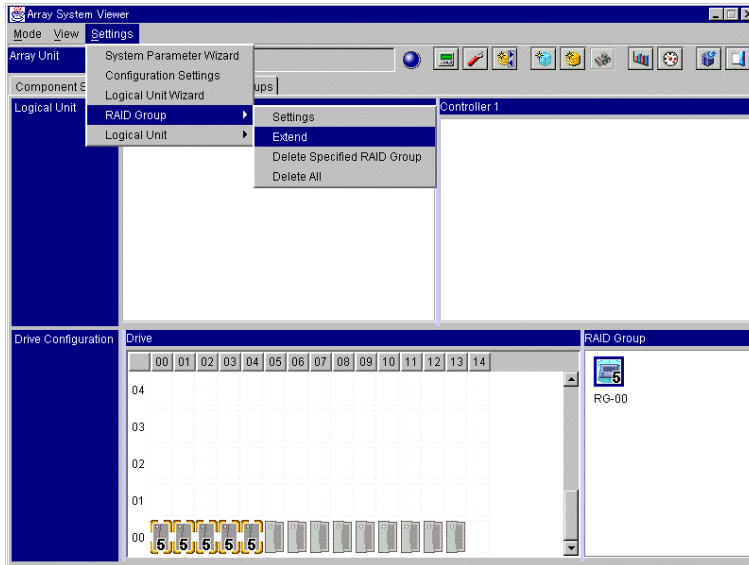 Array System Viewer
Mode View Settings
Array Unit
System Parameter Wizard
Configuration Settings
Logical Unit Wizard
RAID Group
Logical Unit
Settings
Extend
Delete Specified RAID Group
Delete All
Component S
ups
Logical Unit
Controller 1
Drive Configuration
Drive
RAID Group
00 01 02 03 04 05 06 07 08 09 10 11 12 13 14
04
03
02
01
00
5 5 5 5 5
5
RG-00